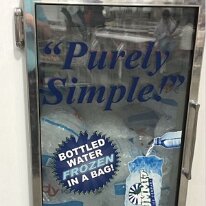 "Purely
Simple!"
BOTTLED
WATER
FROZEN
IN A BAG!